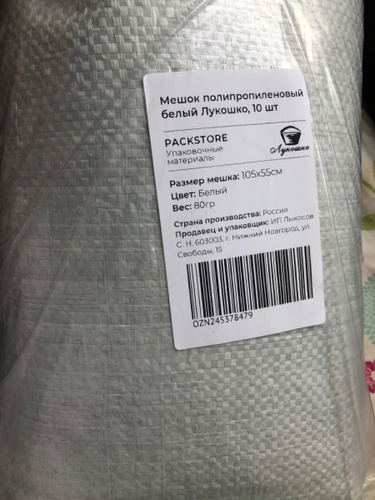 Мешок полипропиленовый
белый Лукошко, 10 шт
PACKSTORE
Упаковочные
материалы
Лукошко
Размер мешка: 105х55см
Цвет: Белый
Вес: 80гр
Страна производства: Россия
Продавец и упаковщик: ИП Лыкосов
С. Н. 603003, г. Нижний Новгород, ул.
Свободы, 15
OZN245378479